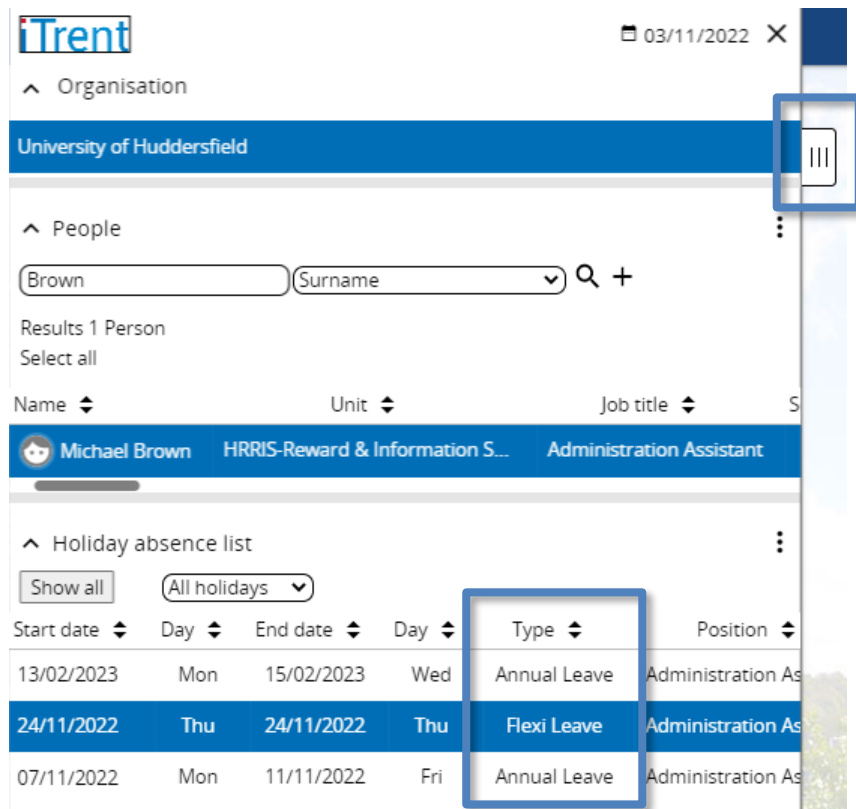 iTrent 03/11/2022
Organisation
University of Huddersfield
People
Brown Surname
Results 1 Person
Select all
Name Unit Job title S
Michael Brown HRRIS-Reward & Information S... Administration Assistant
Holiday absence list
Show all All holidays
Start date Day End date Day Type Position
13/02/2023 Mon 15/02/2023 Wed Annual Leave Administration As
24/11/2022 Thu 24/11/2022 Thu Flexi Leave Administration As
07/11/2022 Mon 11/11/2022 Fri Annual Leave Administration As